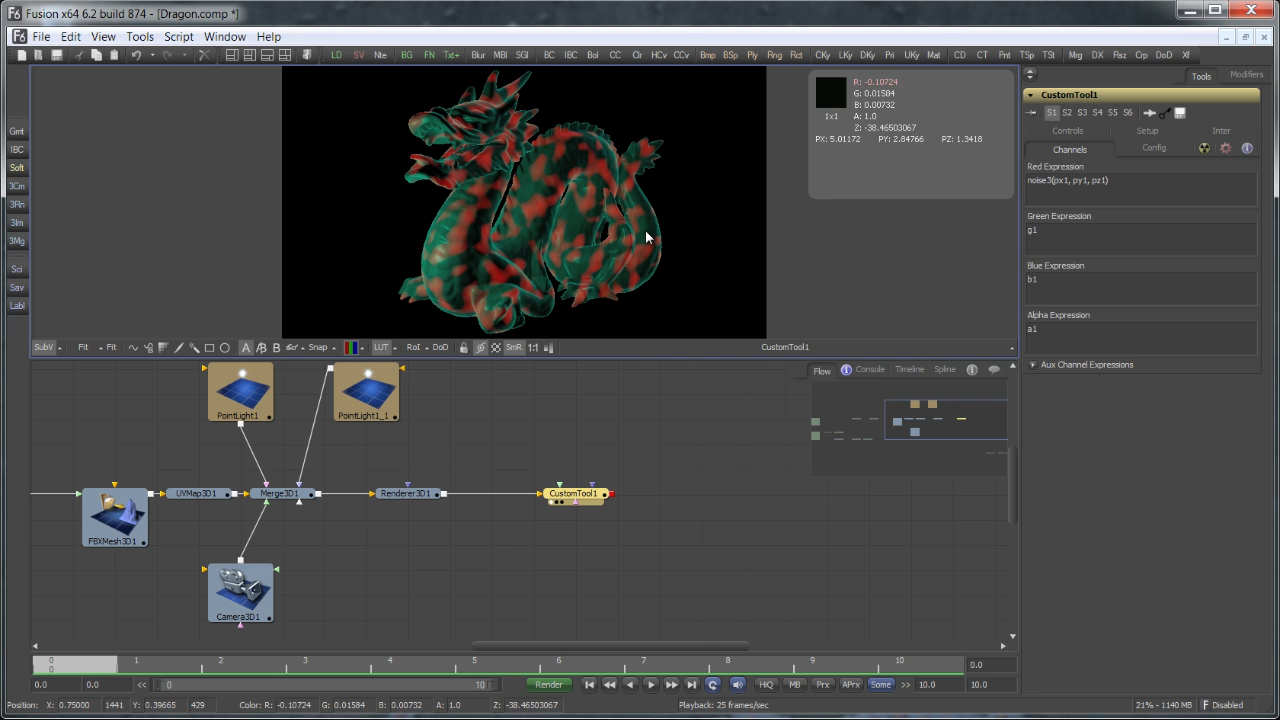 Fusion x64 6.2 build 874 - [Dragon.comp *]
File Edit View Tools Script Window Help
LD SV Nte BG FN Txt+ Blur MBl SGl BC IBC Bol CC Clr HCv CCv Bmp BSp Ply Rng Rct CKy LKy DKy Pri UKy Mat CD CT Pnt TSp TSt Mrg DX Rsz Crp DoD Xf
Tools Modifiers
CustomTool1
R: -0.10724
G: 0.01584
B: 0.00732
A: 1.0
1x1
Z: -38.46503067
PX: 5.01172 PY: 2.84766 PZ: 1.3418
S1 S2 S3 S4 S5 S6
Controls Setup Inter
Channels Config
Red Expression
noise3(px1, py1, pz1)
Green Expression
g1
Blue Expression
b1
Alpha Expression
a1
Aux Channel Expressions
Gmt
IBC
Soft
3Cm
3Rn
3Im
3Mg
Sci
Sav
Labl
SubV Fit Fit A B Snap LUT RoI DoD SmR 1:1 CustomTool1
Flow Console Timeline Spline
PointLight1
PointLight1_1
FBXMesh3D1
UVMap3D1
Merge3D1
Renderer3D1
CustomTool1
Camera3D1
0 1 2 3 4 5 6 7 8 9 10
0 0.0
0.0 0.0 << 0 10 Render HiQ MB Prx APrx Some >> 10.0 10.0
Position: X: 0.75000 1441 Y: 0.39665 429 Color: R: -0.10724 G: 0.01584 B: 0.00732 A: 1.0 Z: -38.46503067 Playback: 25 frames/sec 21% - 1140 MB Disabled